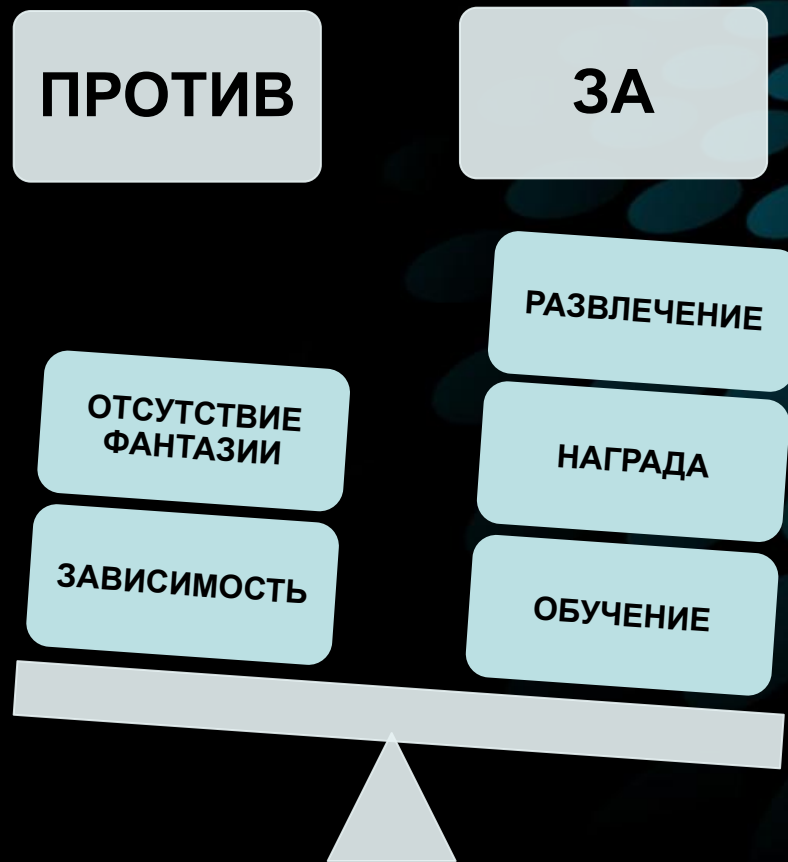 ПРОТИВ
ЗА
ОТСУТСТВИЕ
ФАНТАЗИИ
ЗАВИСИМОСТЬ
РАЗВЛЕЧЕНИЕ
НАГРАДА
ОБУЧЕНИЕ